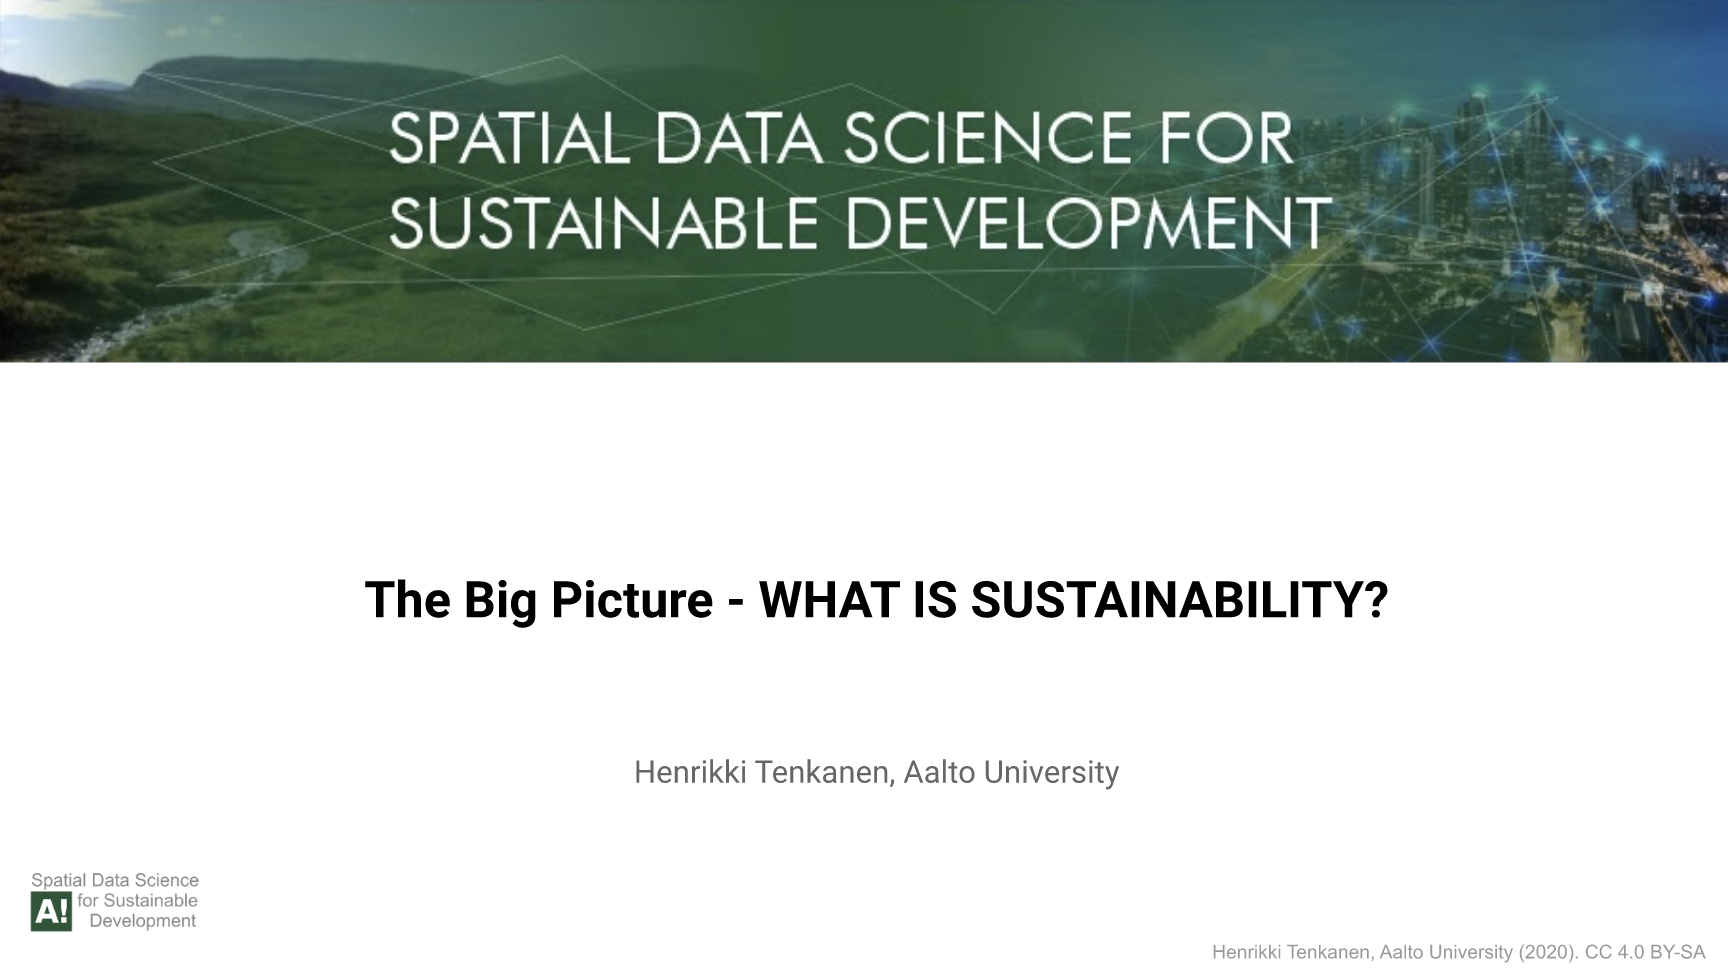 SPATIAL DATA SCIENCE FOR
SUSTAINABLE DEVELOPMENT
The Big Picture - WHAT IS SUSTAINABILITY?
Henrikki Tenkanen, Aalto University
Spatial Data Science
A! for Sustainable
Development
Henrikki Tenkanen, Aalto University (2020). CC 4.0 BY-SA